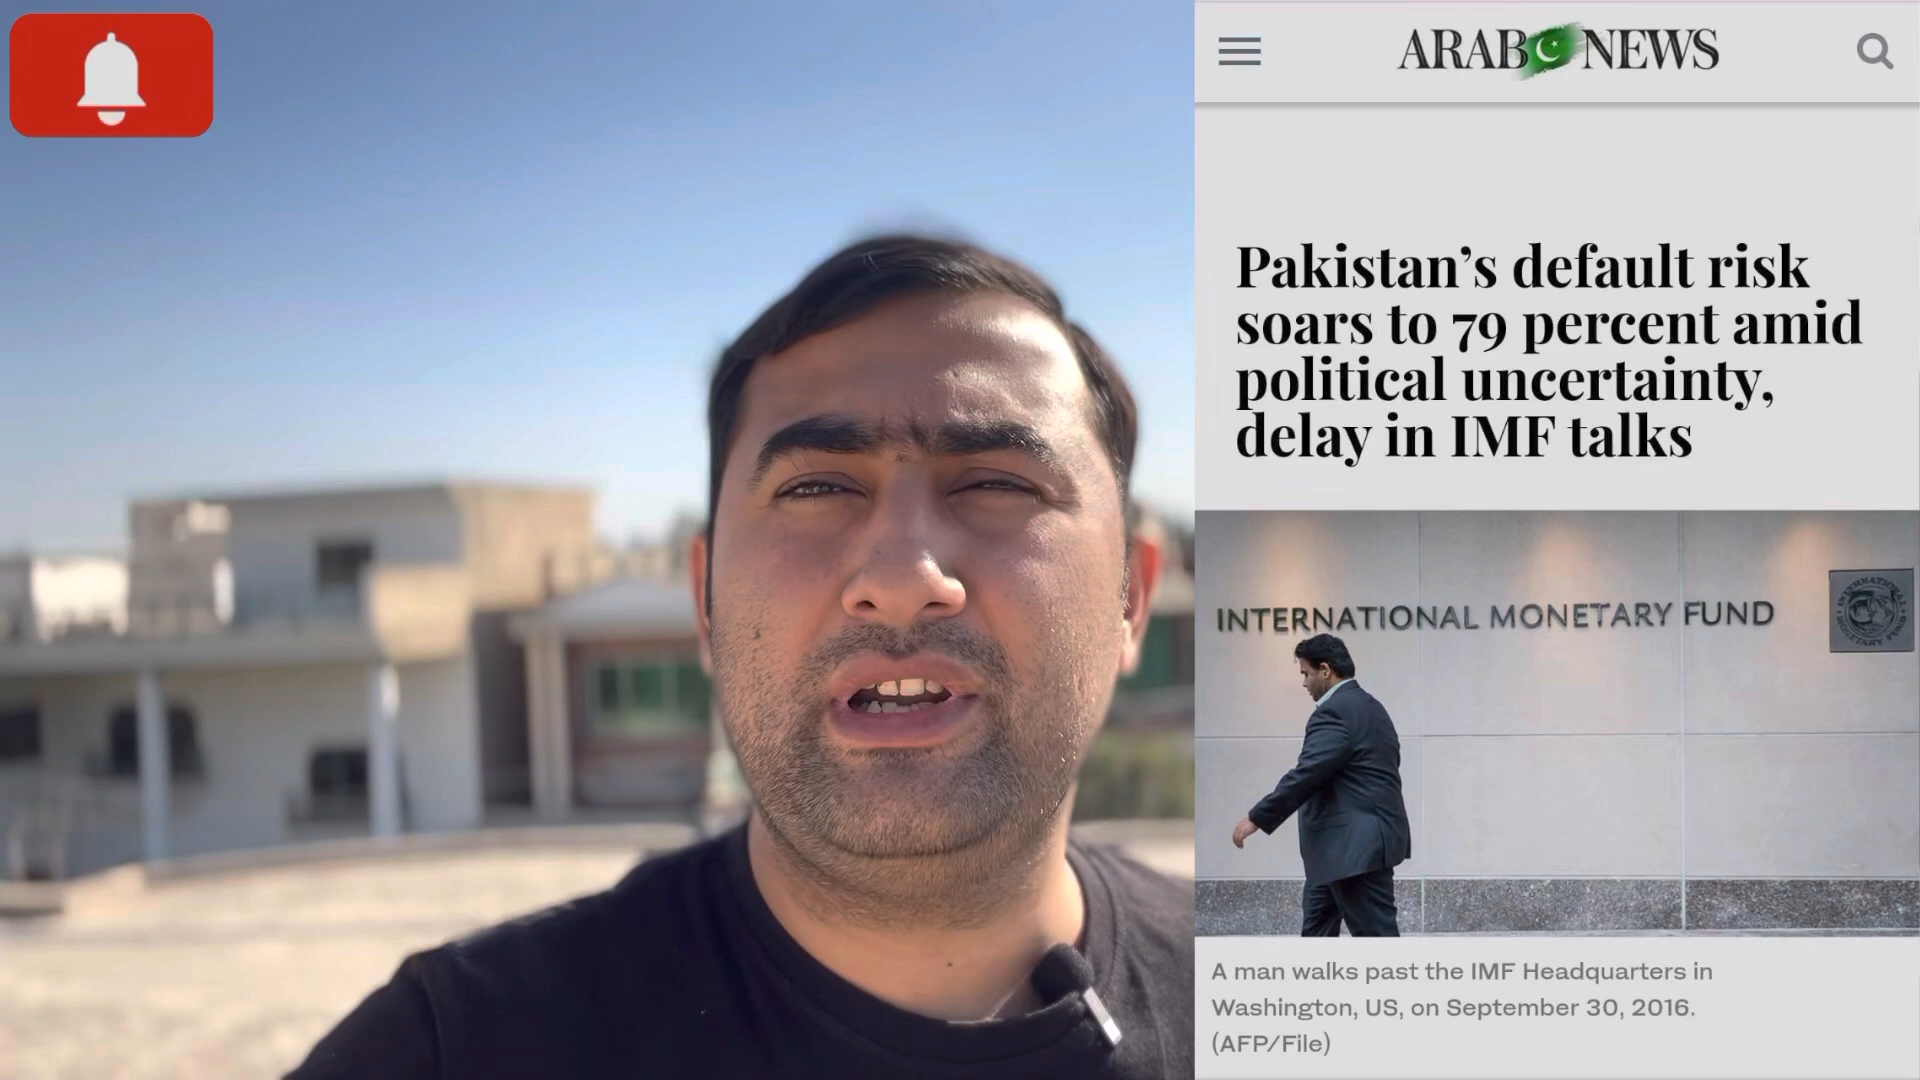 ARAB NEWS
Pakistan’s default risk
soars to 79 percent amid
political uncertainty,
delay in IMF talks
INTERNATIONAL MONETARY FUND
A man walks past the IMF Headquarters in
Washington, US, on September 30, 2016.
(AFP/File)